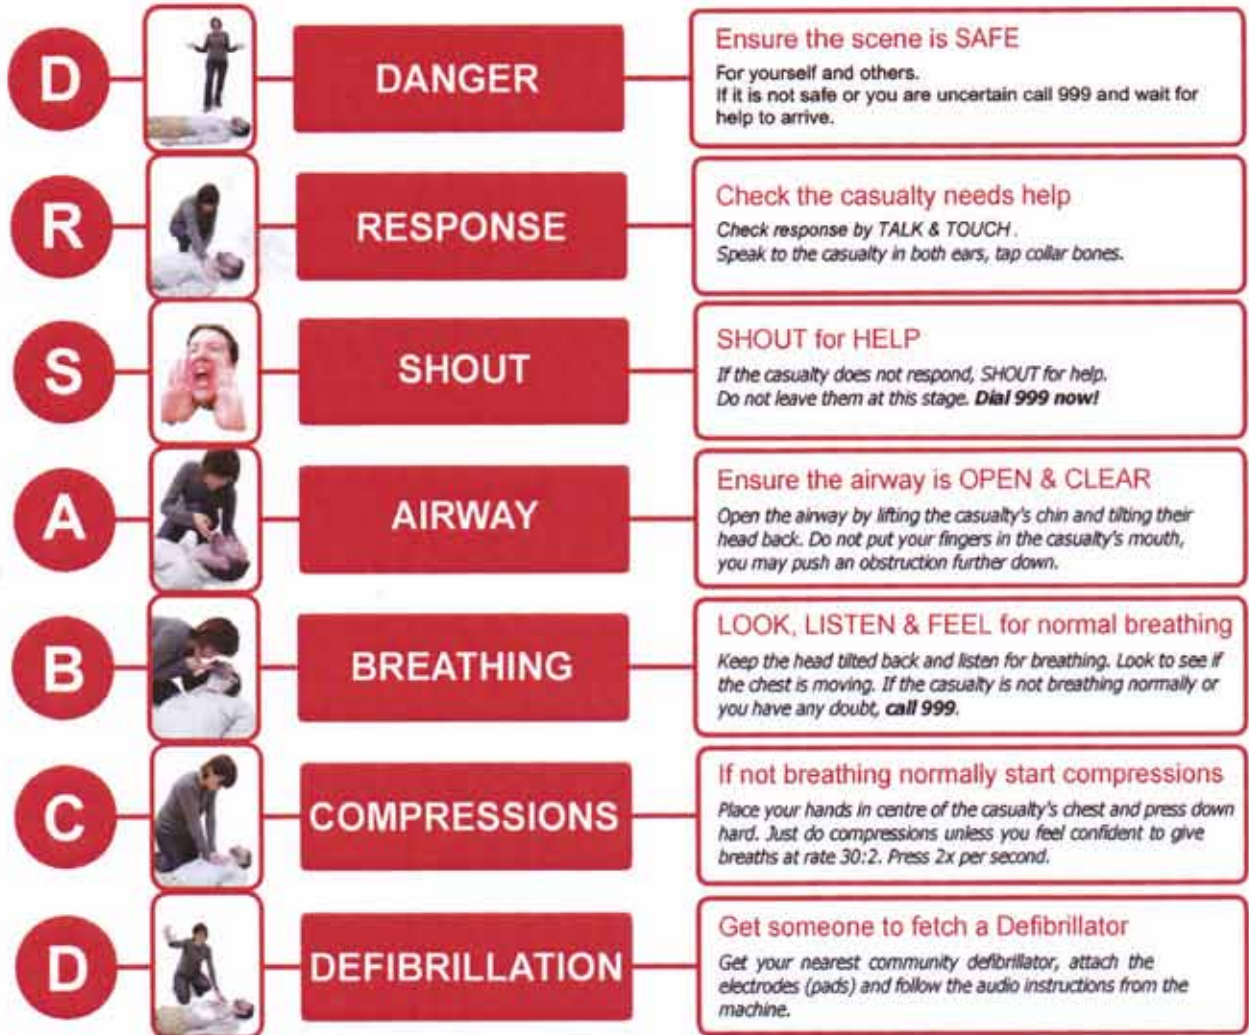 D
DANGER
Ensure the scene is SAFE
For yourself and others.
If it is not safe or you are uncertain call 999 and wait for
help to arrive.
R
RESPONSE
Check the casualty needs help
Check response by TALK & TOUCH .
Speak to the casualty in both ears, tap collar bones.
S
SHOUT
SHOUT for HELP
If the casualty does not respond, SHOUT for help.
Do not leave them at this stage. Dial 999 now!
A
AIRWAY
Ensure the airway is OPEN & CLEAR
Open the airway by lifting the casualty's chin and tilting their
head back. Do not put your fingers in the casualty's mouth,
you may push an obstruction further down.
B
BREATHING
LOOK, LISTEN & FEEL for normal breathing
Keep the head tilted back and listen for breathing. Look to see if
the chest is moving. If the casualty is not breathing normally or
you have any doubt, call 999.
C
COMPRESSIONS
If not breathing normally start compressions
Place your hands in centre of the casualty's chest and press down
hard. Just do compressions unless you feel confident to give
breaths at rate 30:2. Press 2x per second.
D
DEFIBRILLATION
Get someone to fetch a Defibrillator
Get your nearest community defibrillator, attach the
electrodes (pads) and follow the audio instructions from the
machine.